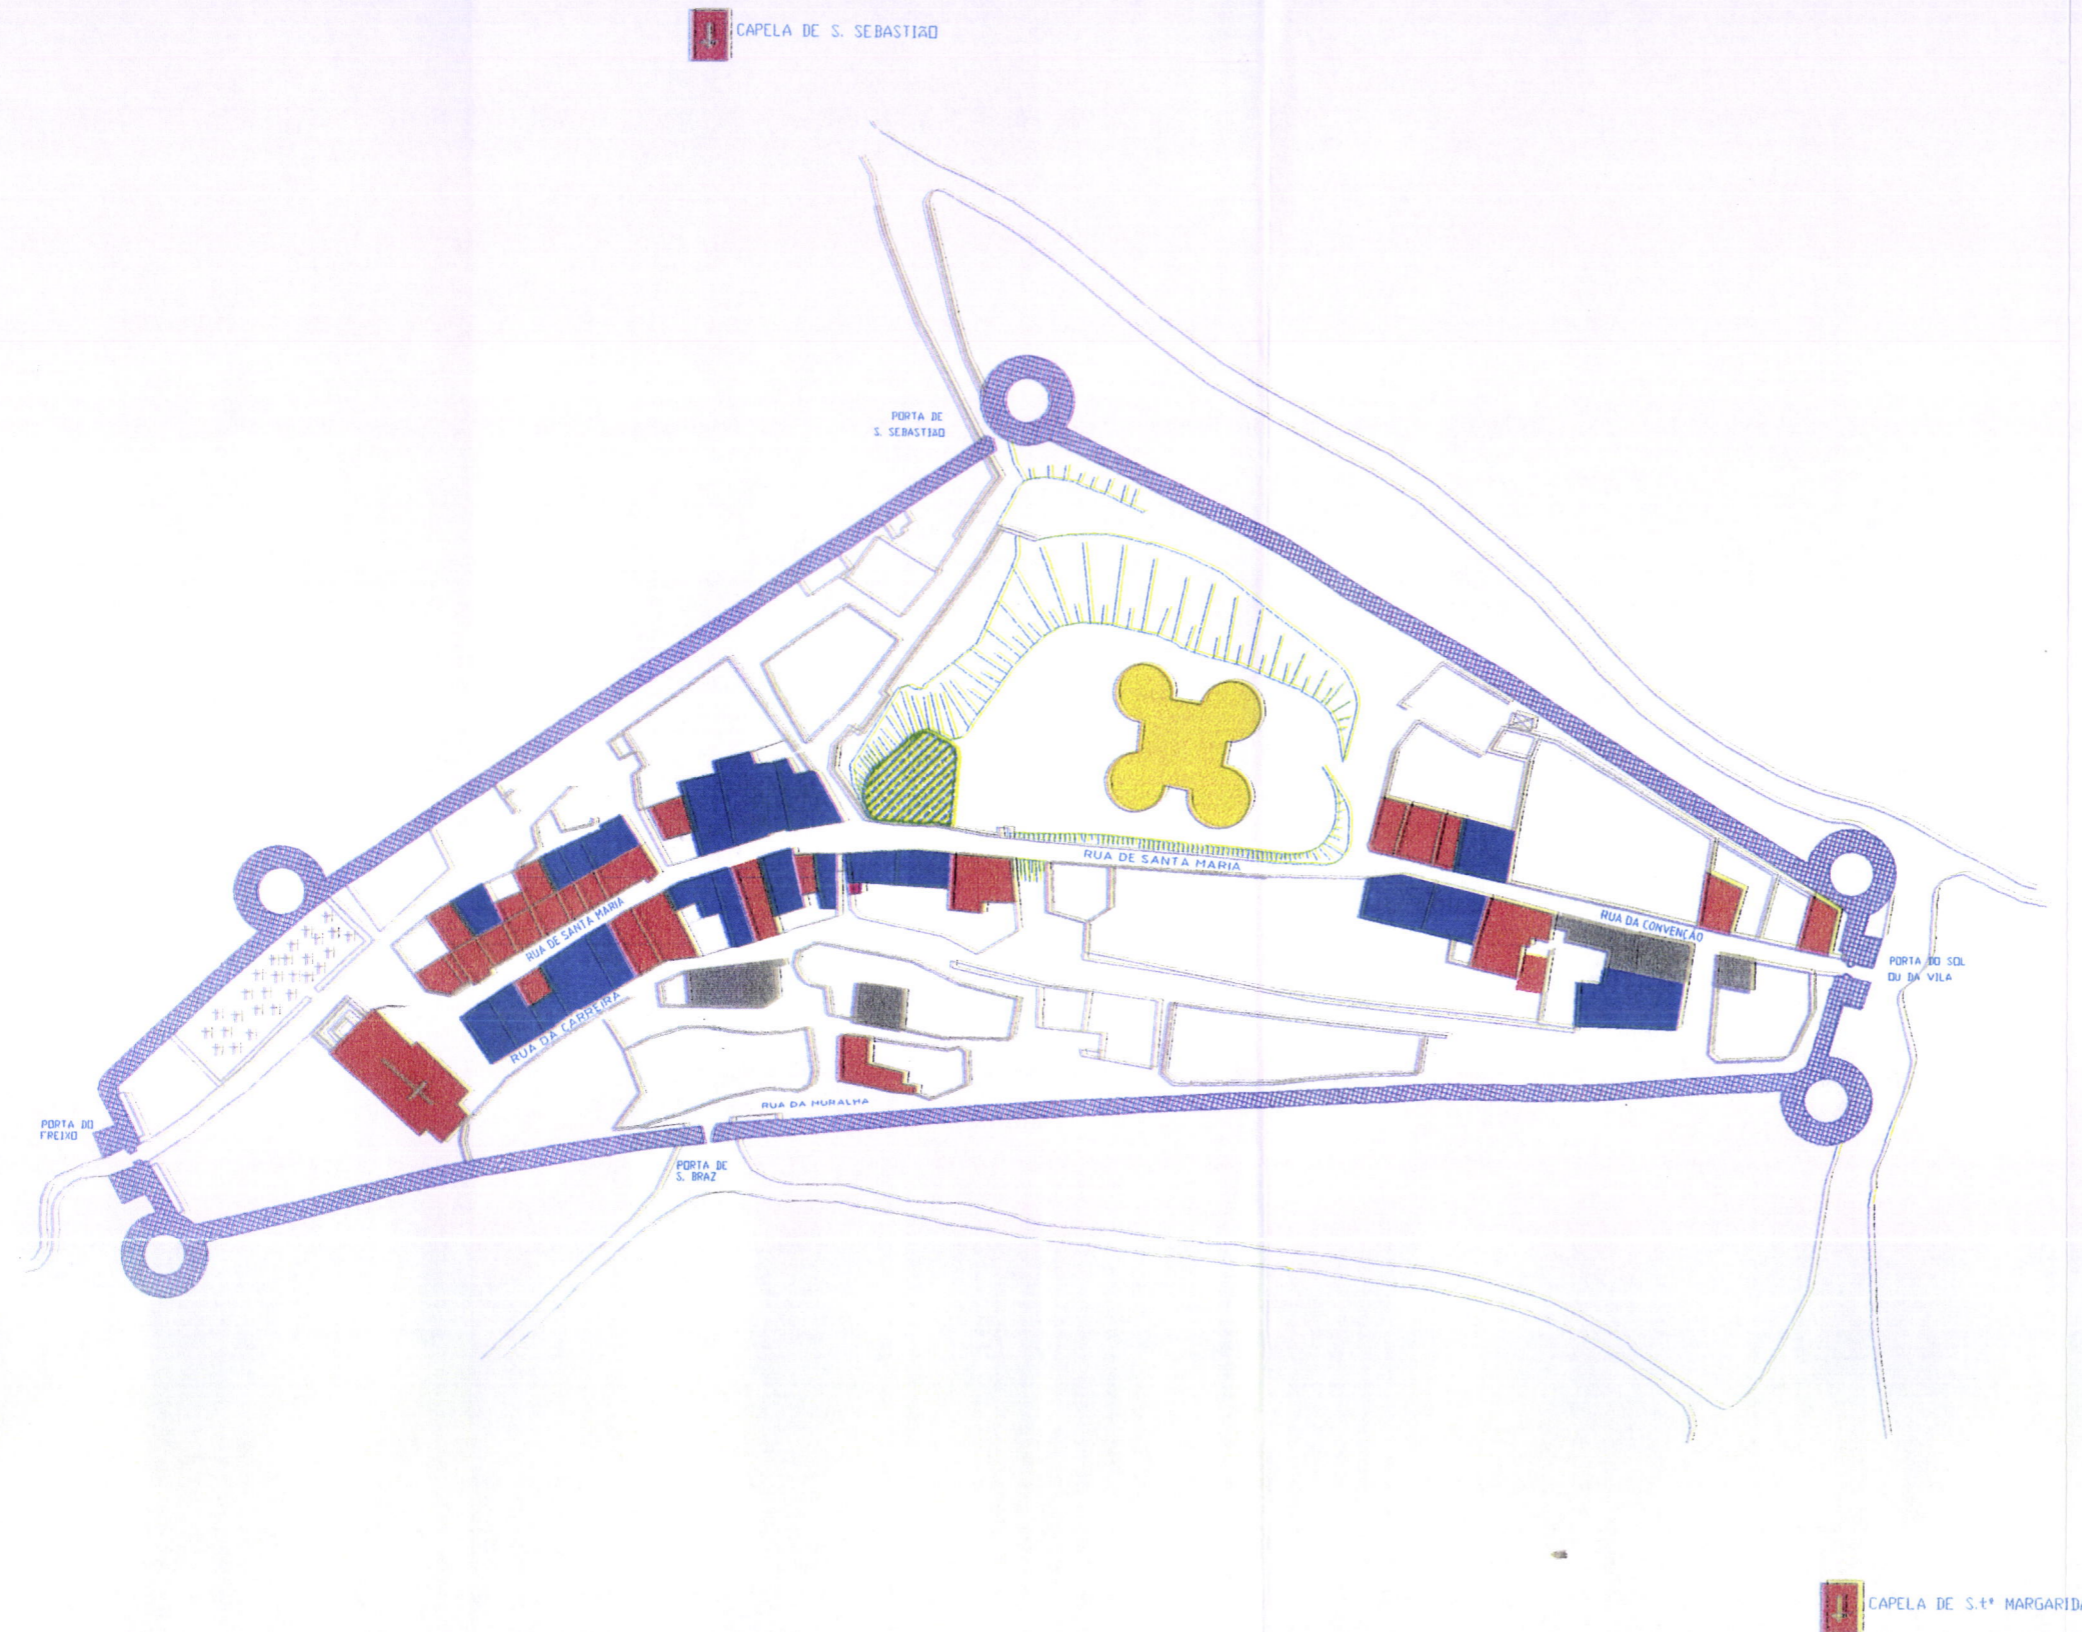 CAPELA DE S. SEBASTIÃO
PORTA DE
S. SEBASTIÃO
RUA DE SANTA MARIA
RUA DE SANTA MARIA
RUA DA CONVENÇÃO
PORTA DO SOL
OU DA VILA
RUA DA CARREIRA
RUA DA MURALHA
PORTA DO
FREIXO
PORTA DE
S. BRAZ
CAPELA DE S.tª MARGARIDA